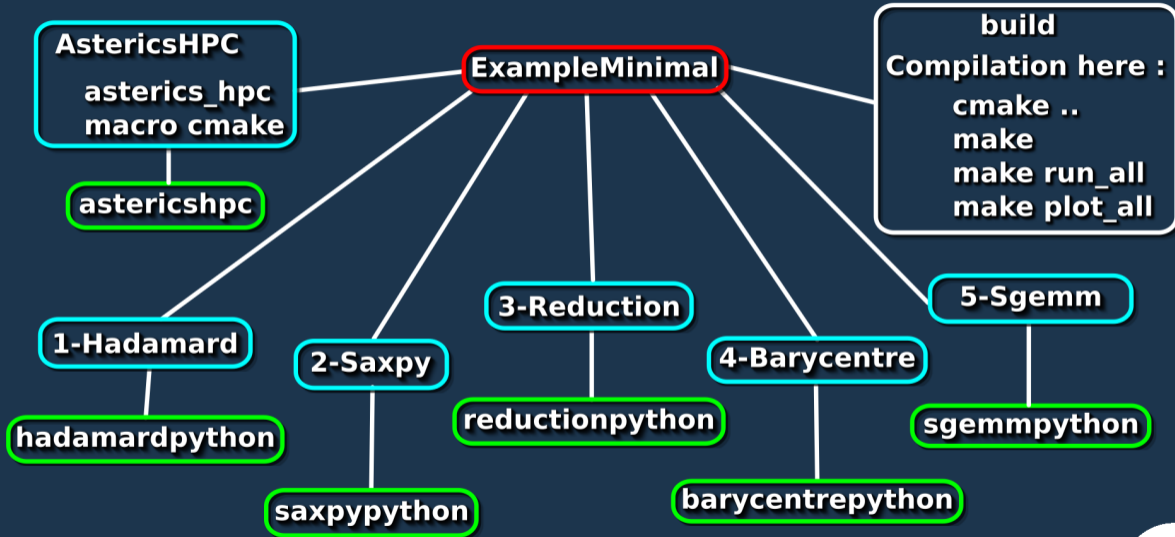 AstericsHPC
asterics_hpc
macro cmake
astericshpc
ExampleMinimal
build
Compilation here :
cmake ..
make
make run_all
make plot_all
1-Hadamard
2-Saxpy
3-Reduction
4-Barycentre
5-Sgemm
hadamardpython
saxpypython
reductionpython
barycentrepython
sgemmpython